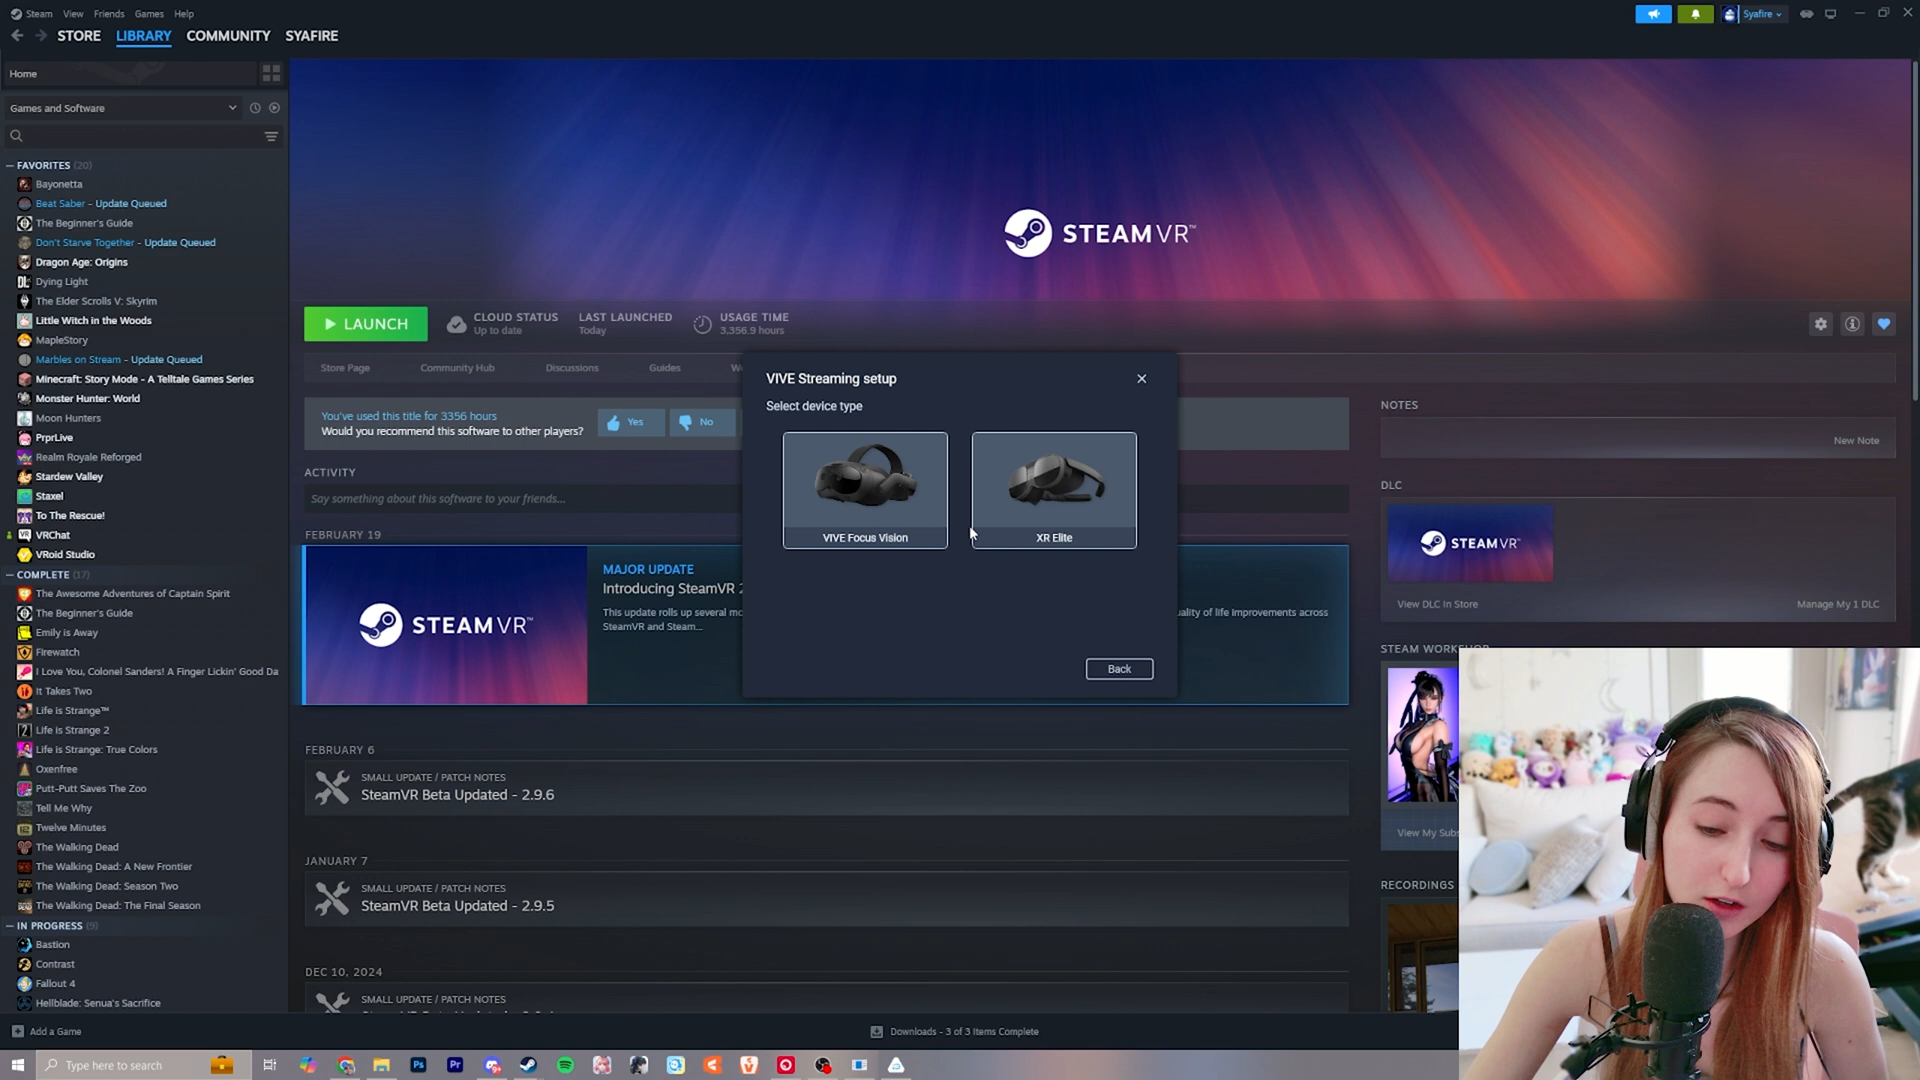 Steam View Friends Games Help
Syafire
STORE LIBRARY COMMUNITY SYAFIRE
Home
Games and Software
FAVORITES (20)
Bayonetta
Beat Saber - Update Queued
The Beginner's Guide
Don't Starve Together - Update Queued
Dragon Age: Origins
Dying Light
The Elder Scrolls V: Skyrim
Little Witch in the Woods
MapleStory
Marbles on Stream - Update Queued
Minecraft: Story Mode - A Telltale Games Series
Monster Hunter: World
Moon Hunters
PrprLive
Realm Royale Reforged
Stardew Valley
Staxel
To The Rescue!
VRChat
VRoid Studio
COMPLETE (17)
The Awesome Adventures of Captain Spirit
The Beginner's Guide
Emily is Away
Firewatch
I Love You, Colonel Sanders! A Finger Lickin' Good Da
It Takes Two
Life is Strange™
Life is Strange 2
Life is Strange: True Colors
Oxenfree
Putt-Putt Saves The Zoo
Tell Me Why
Twelve Minutes
The Walking Dead
The Walking Dead: A New Frontier
The Walking Dead: Season Two
The Walking Dead: The Final Season
IN PROGRESS (9)
Bastion
Contrast
Fallout 4
Hellblade: Senua's Sacrifice
Add a Game
STEAMVR™
LAUNCH
CLOUD STATUS
Up to date
LAST LAUNCHED
Today
USAGE TIME
3,356.9 hours
Store Page Community Hub Discussions Guides W
You've used this title for 3356 hours
Would you recommend this software to other players?
Yes No
ACTIVITY
Say something about this software to your friends...
FEBRUARY 19
STEAMVR™
MAJOR UPDATE
Introducing SteamVR 2
This update rolls up several mo
uality of life improvements across
SteamVR and Steam...
FEBRUARY 6
SMALL UPDATE / PATCH NOTES
SteamVR Beta Updated - 2.9.6
JANUARY 7
SMALL UPDATE / PATCH NOTES
SteamVR Beta Updated - 2.9.5
DEC 10, 2024
SMALL UPDATE / PATCH NOTES
VIVE Streaming setup
Select device type
VIVE Focus Vision
XR Elite
Back
NOTES
New Note
DLC
STEAMVR™
View DLC In Store Manage My 1 DLC
STEAM WORKSHOP
View My Subs
RECORDINGS
Downloads - 3 of 3 Items Complete
Type here to search
Ps
Pr